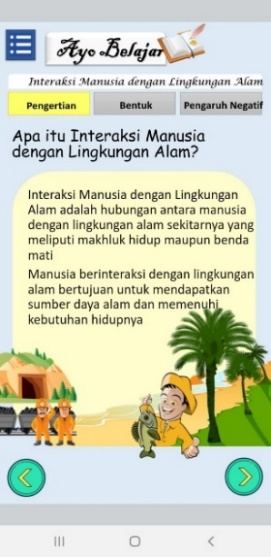 Ayo Belajar
Interaksi Manusia dengan Lingkungan Alam
Pengertian
Bentuk
Pengaruh Negatif
Apa itu Interaksi Manusia
dengan Lingkungan Alam?
Interaksi Manusia dengan Lingkungan
Alam adalah hubungan antara manusia
dengan lingkungan alam sekitarnya yang
meliputi makhluk hidup maupun benda
mati
Manusia berinteraksi dengan lingkungan
alam bertujuan untuk mendapatkan
sumber daya alam dan memenuhi
kebutuhan hidupnya